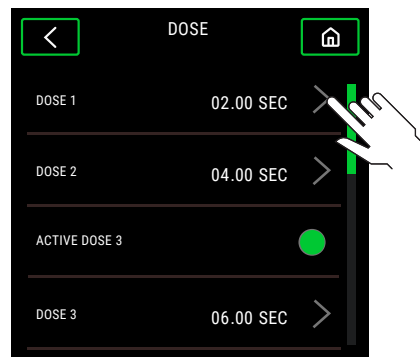 DOSE
DOSE 1 02.00 SEC
DOSE 2 04.00 SEC
ACTIVE DOSE 3
DOSE 3 06.00 SEC